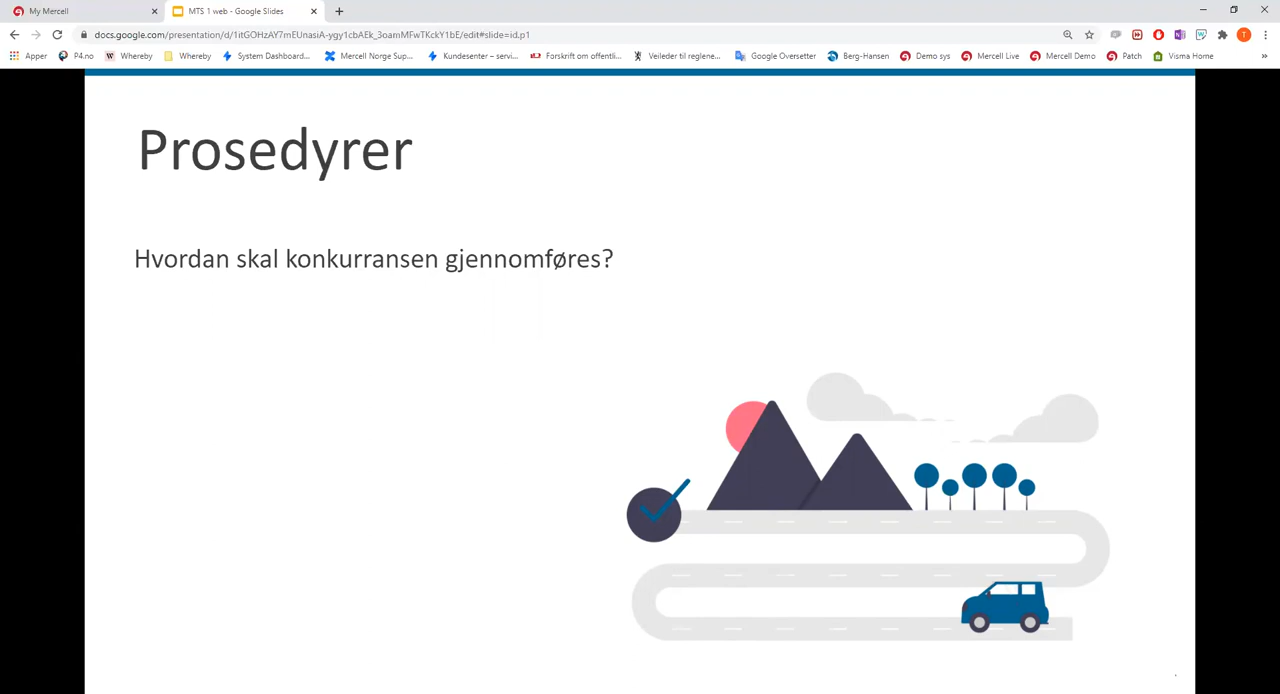 My Mercell
MTS 1 web - Google Slides
docs.google.com/presentation/d/1itGOHzAY7mEUnasiA-ygy1cbAEk_3oamMFwTKckY1bE/edit#slide=id.p1
Apper
P4.no
Whereby
Whereby
System Dashboard...
Mercell Norge Sup...
Kundesenter – servi...
Forskrift om offentli...
Veileder til reglene...
Google Oversetter
Berg-Hansen
Demo sys
Mercell Live
Mercell Demo
Patch
Visma Home
Prosedyrer
Hvordan skal konkurransen gjennomføres?